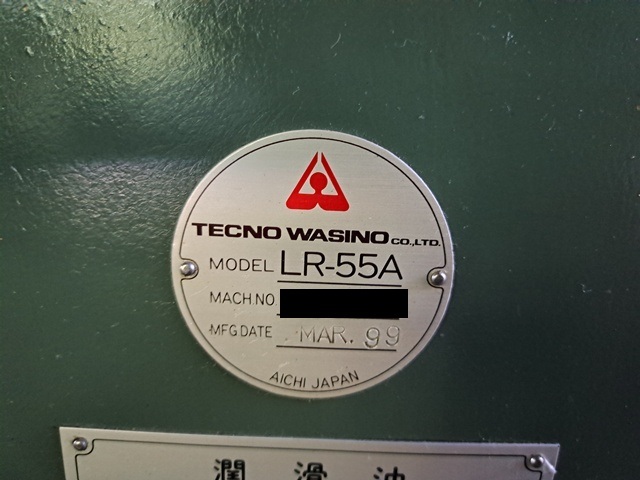 TECNO WASINO CO.,LTD.
MODEL LR-55A
MACH.NO.
MFG DATE MAR. 99
AICHI JAPAN
潤滑油